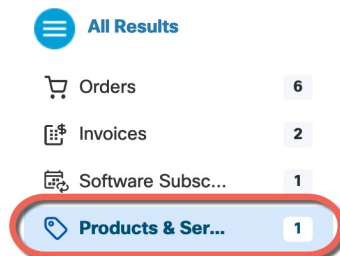 All Results
Orders 6
Invoices 2
Software Subsc... 1
Products & Ser... 1